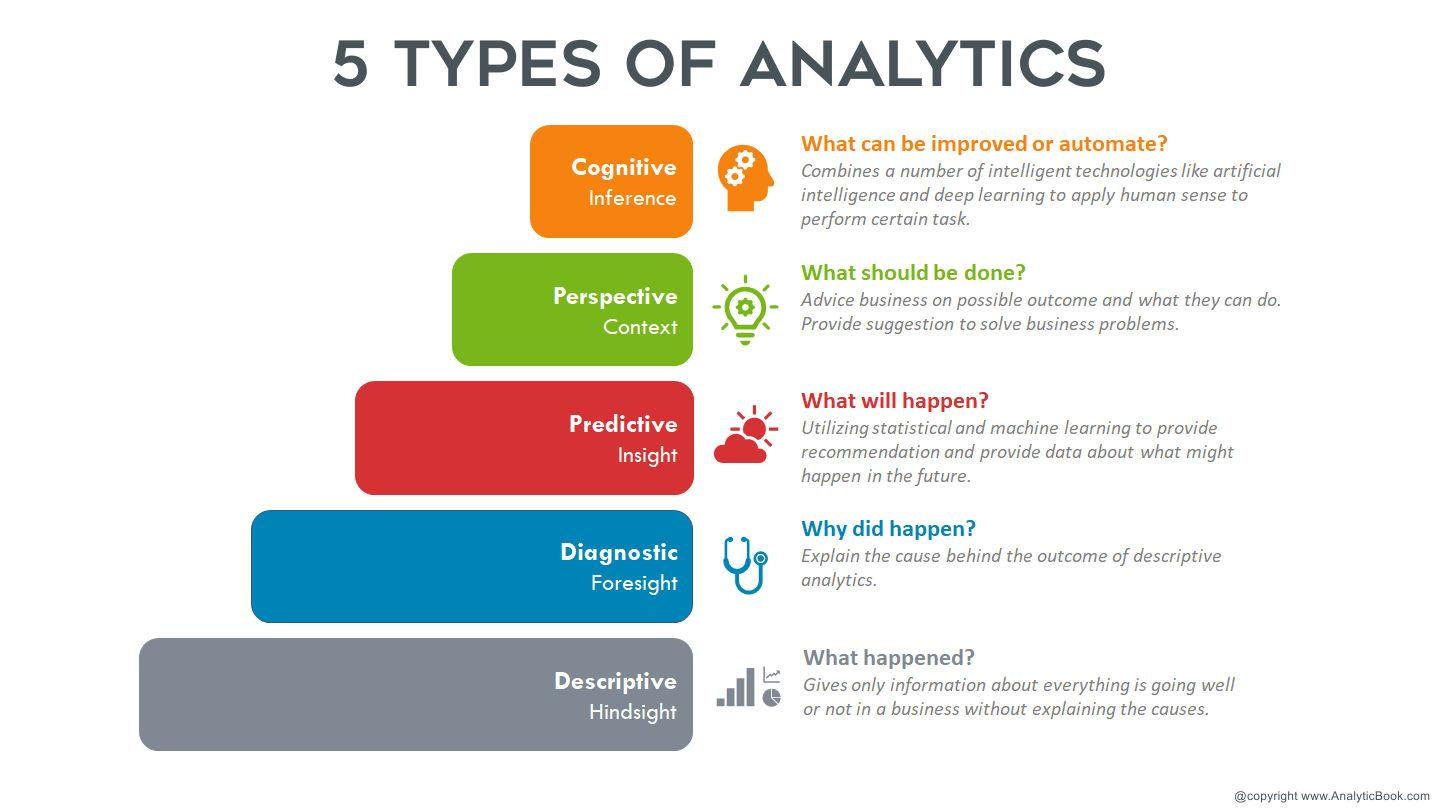 5 TYPES OF ANALYTICS
Cognitive
Inference
What can be improved or automate?
Combines a number of intelligent technologies like artificial
intelligence and deep learning to apply human sense to
perform certain task.
Perspective
Context
What should be done?
Advice business on possible outcome and what they can do.
Provide suggestion to solve business problems.
Predictive
Insight
What will happen?
Utilizing statistical and machine learning to provide
recommendation and provide data about what might
happen in the future.
Diagnostic
Foresight
Why did happen?
Explain the cause behind the outcome of descriptive
analytics.
Descriptive
Hindsight
What happened?
Gives only information about everything is going well
or not in a business without explaining the causes.
@copyright www.AnalyticBook.com